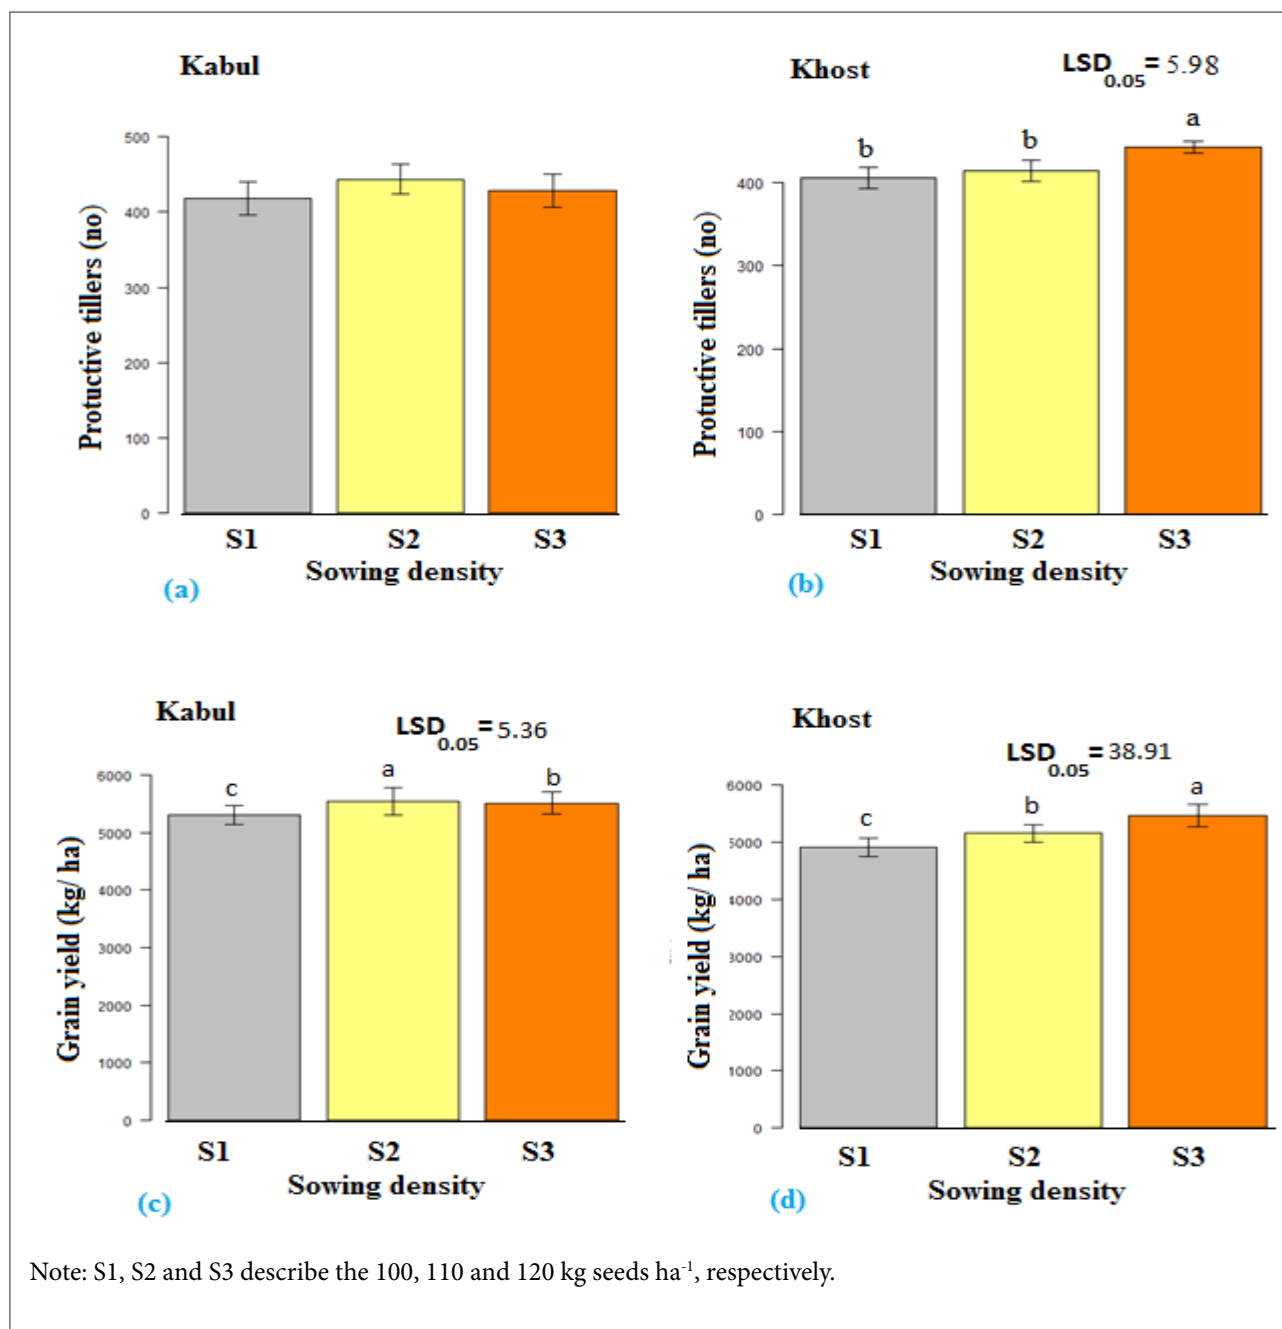 Kabul
500
400
300
200
100
0
Protuctive tillers (no)
S1 S2 S3
Sowing density
(a)
Khost
LSD0.05= 5.98
b b a
400
300
200
100
0
Protuctive tillers (no)
S1 S2 S3
Sowing density
(b)
Kabul
LSD0.05= 5.36
c a b
6000
5000
4000
3000
2000
1000
0
Grain yield (kg/ ha)
S1 S2 S3
Sowing density
(c)
Khost
LSD0.05= 38.91
c b a
6000
5000
4000
3000
2000
1000
0
Grain yield (kg/ ha)
S1 S2 S3
Sowing density
(d)
Note: S1, S2 and S3 describe the 100, 110 and 120 kg seeds ha-1, respectively.